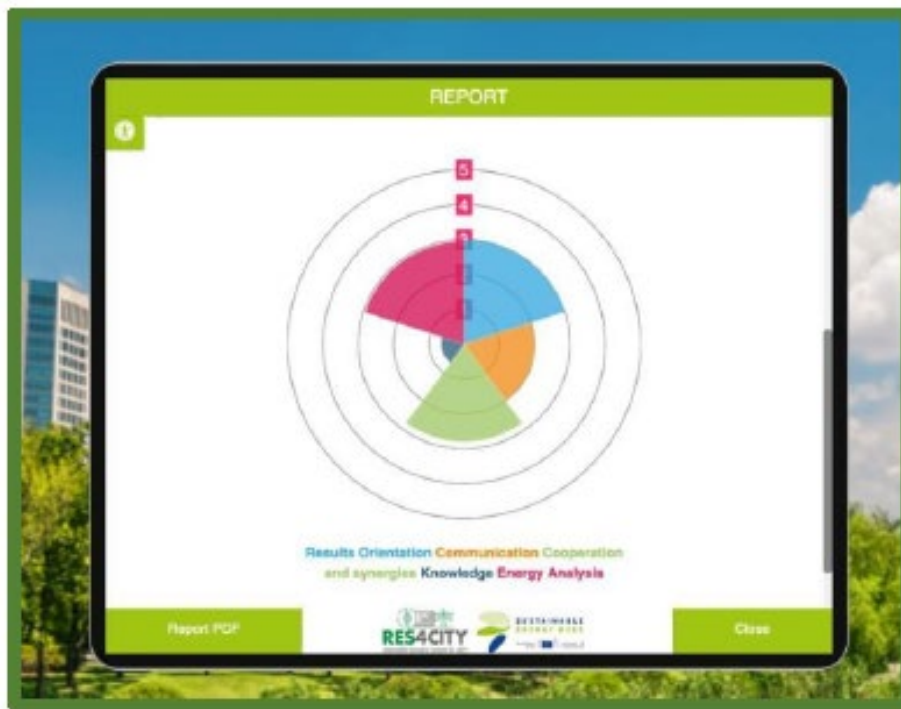 REPORT
5
4
3
Results Orientation Communication Cooperation
and synergies Knowledge Energy Analysis
Report PDF
RES4CITY
SUSTAINABLE
ENERGY WEEK
Close